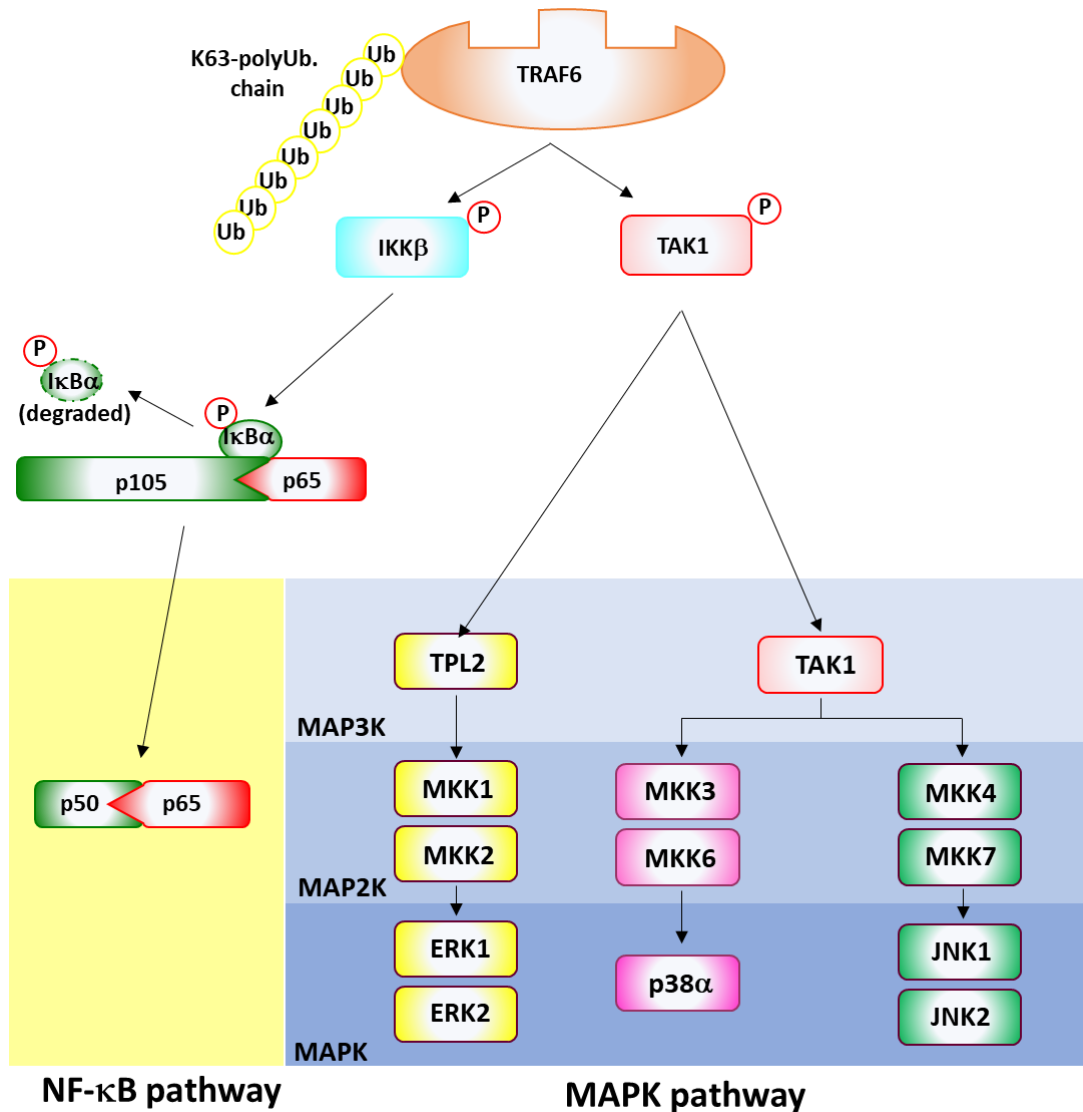 K63-polyUb.
chain
Ub
Ub
Ub
Ub
Ub
Ub
Ub
Ub
TRAF6
P
IKKβ
P
TAK1
P
IκBα
(degraded)
P
IκBα
p105
p65
TPL2
TAK1
MAP3K
MKK1
MKK3
MKK4
p50
p65
MKK2
MKK6
MKK7
MAP2K
ERK1
JNK1
p38α
ERK2
JNK2
MAPK
NF-κB pathway
MAPK pathway